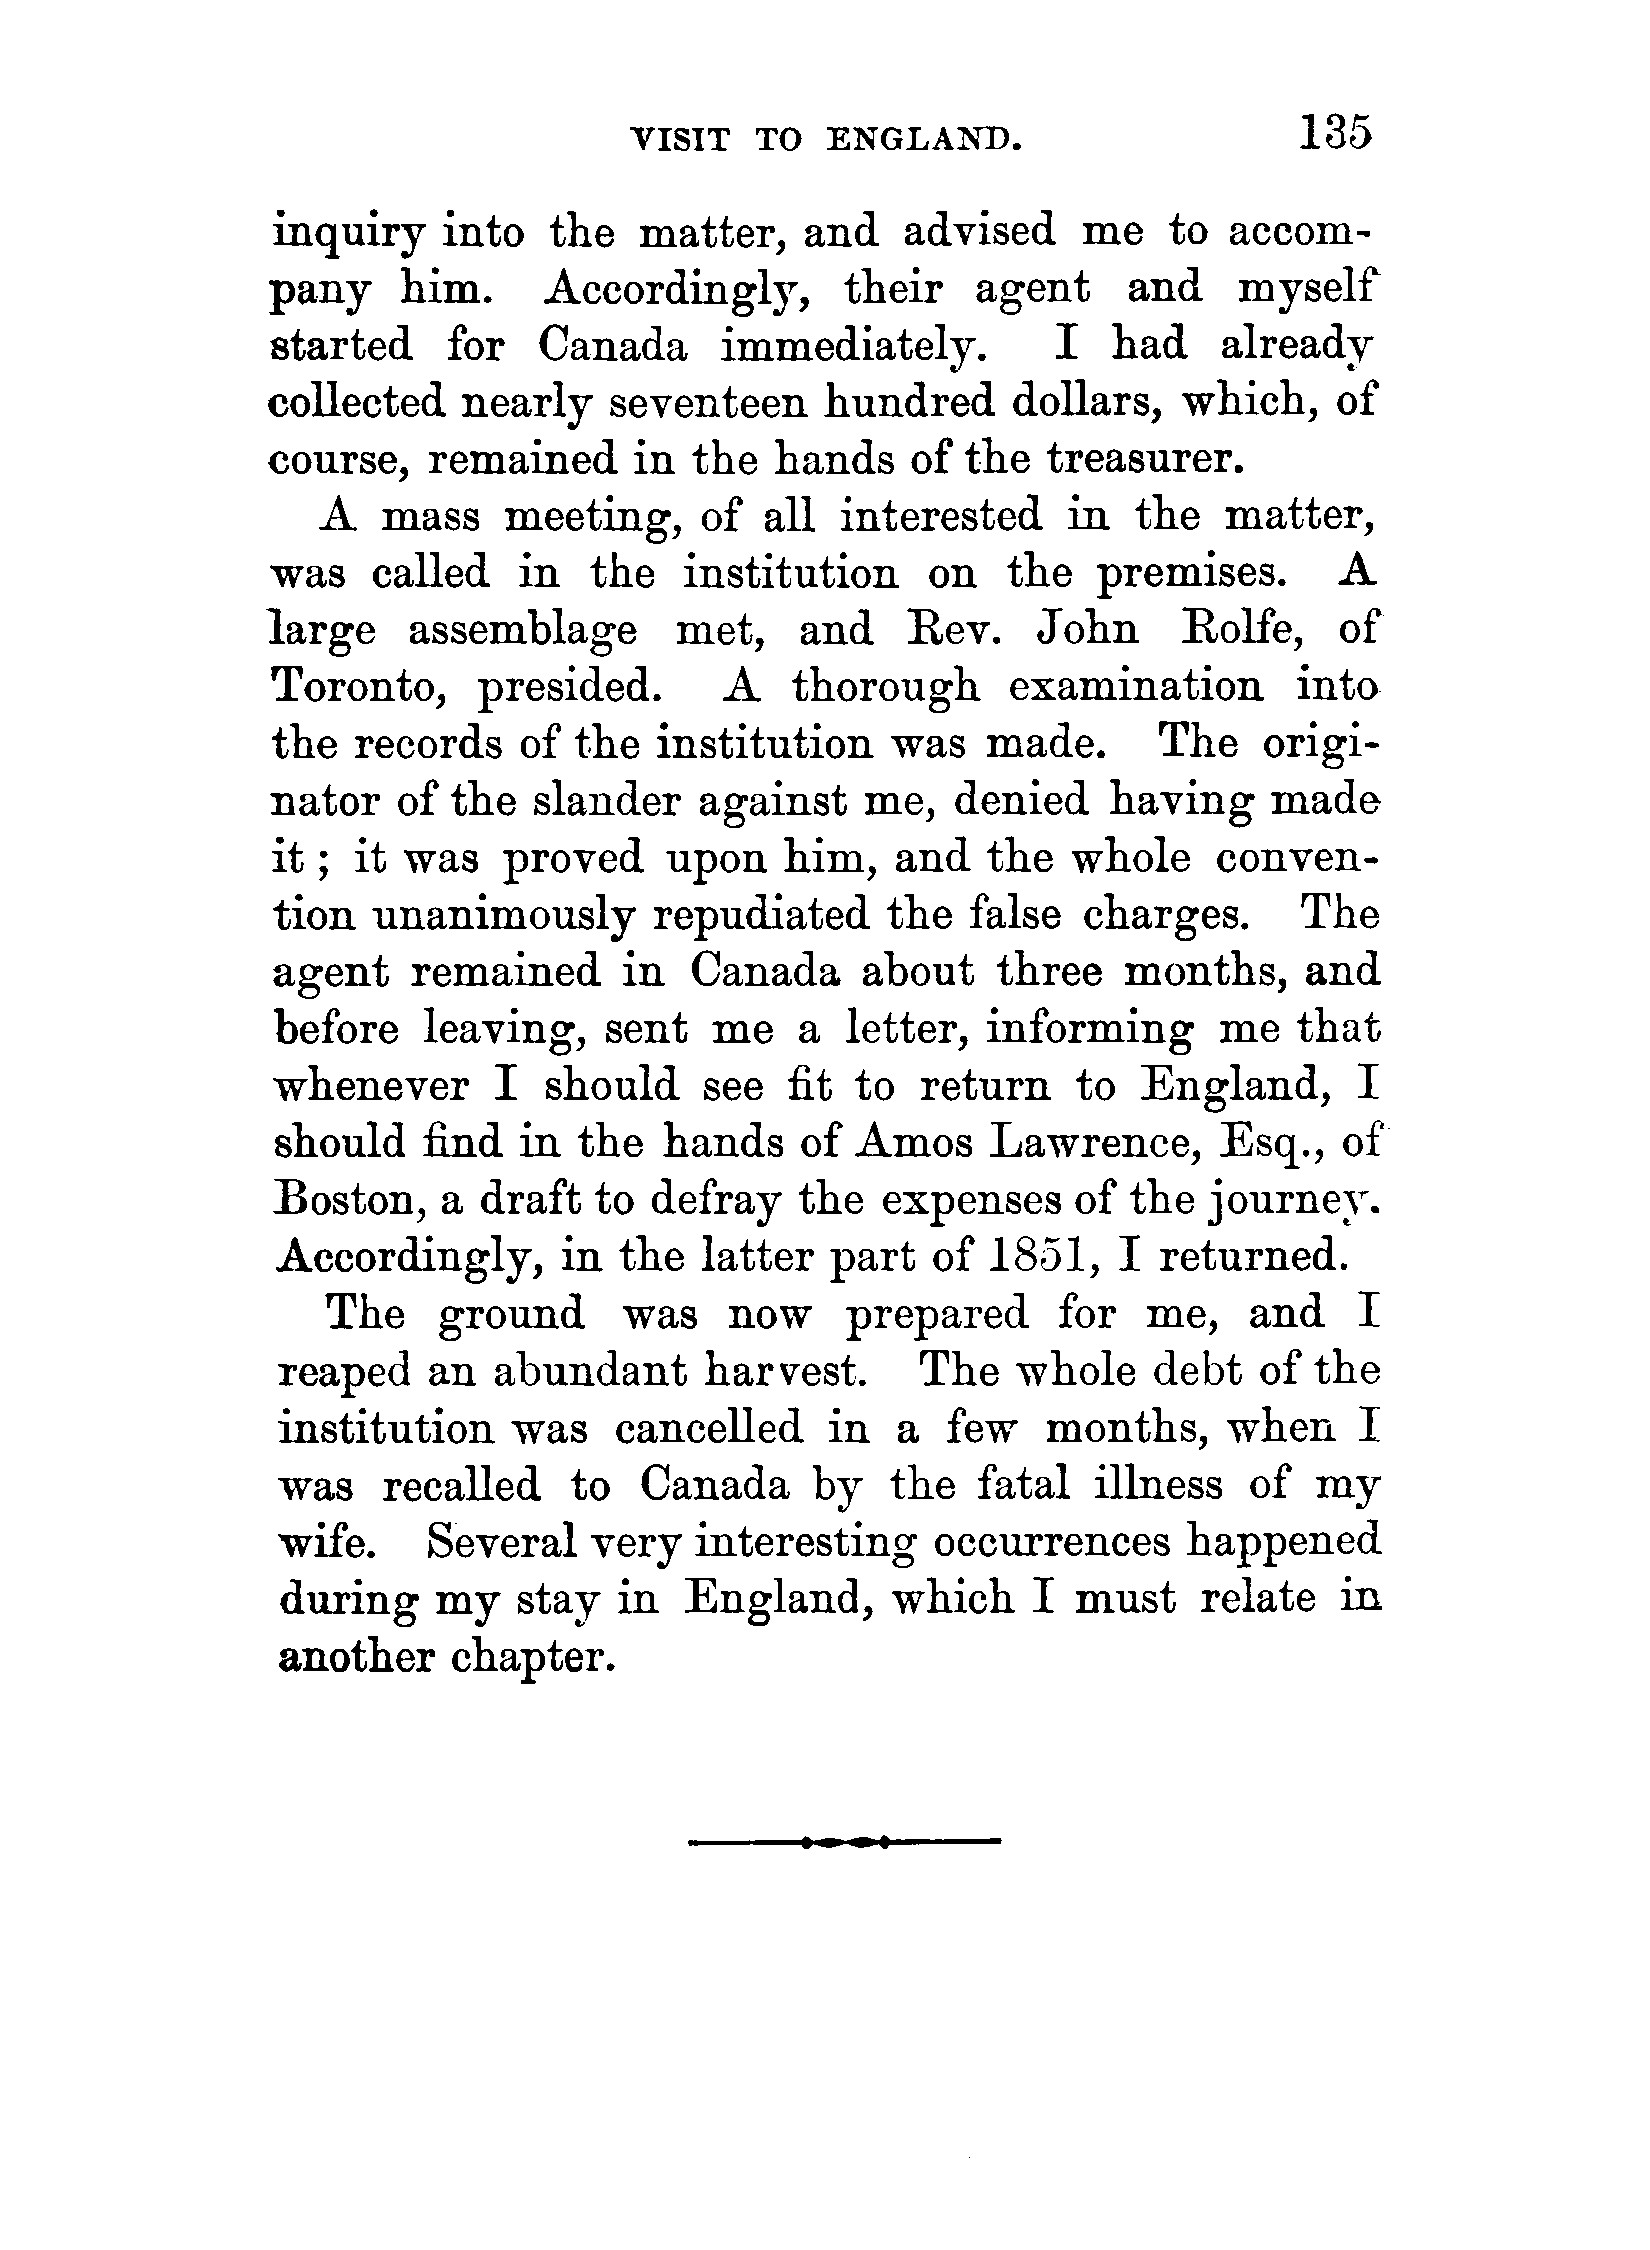 VISIT TO ENGLAND. 135
inquiry into the matter, and advised me to accom-
pany him. Accordingly, their agent and myself
started for Canada immediately. I had already
collected nearly seventeen hundred dollars, which, of
course, remained in the hands of the treasurer.
A mass meeting, of all interested in the matter,
was called in the institution on the premises. A
large assemblage met, and Rev. John Rolfe, of
Toronto, presided. A thorough examination into
the records of the institution was made. The origi-
nator of the slander against me, denied having made
it; it was proved upon him, and the whole conven-
tion unanimously repudiated the false charges. The
agent remained in Canada about three months, and
before leaving, sent me a letter, informing me that
whenever I should see fit to return to England, I
should find in the hands of Amos Lawrence, Esq., of
Boston, a draft to defray the expenses of the journey.
Accordingly, in the latter part of 1851, I returned.
The ground was now prepared for me, and I
reaped an abundant harvest. The whole debt of the
institution was cancelled in a few months, when I
was recalled to Canada by the fatal illness of my
wife. Several very interesting occurrences happened
during my stay in England, which I must relate in
another chapter.